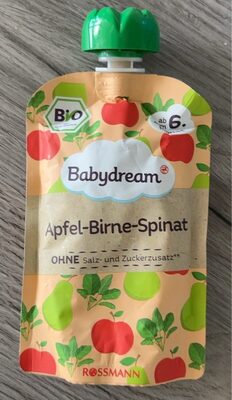 Bio
ab
6.
Babydream
Apfel-Birne-Spinat
OHNE Salz- und Zuckerzusatz**
ROSSMANN